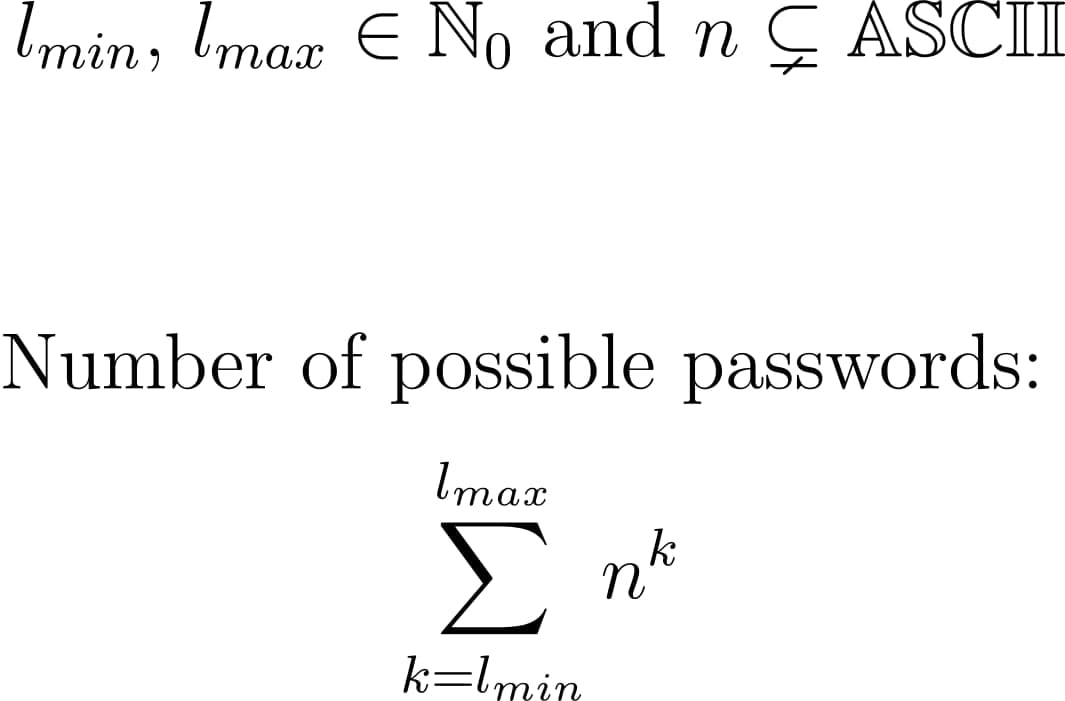 l_min, l_max ∈ ℕ₀ and n ⊊ 𝔸𝕊ℂ𝕀𝕀
Number of possible passwords:
l_max
∑ n^k
k=l_min